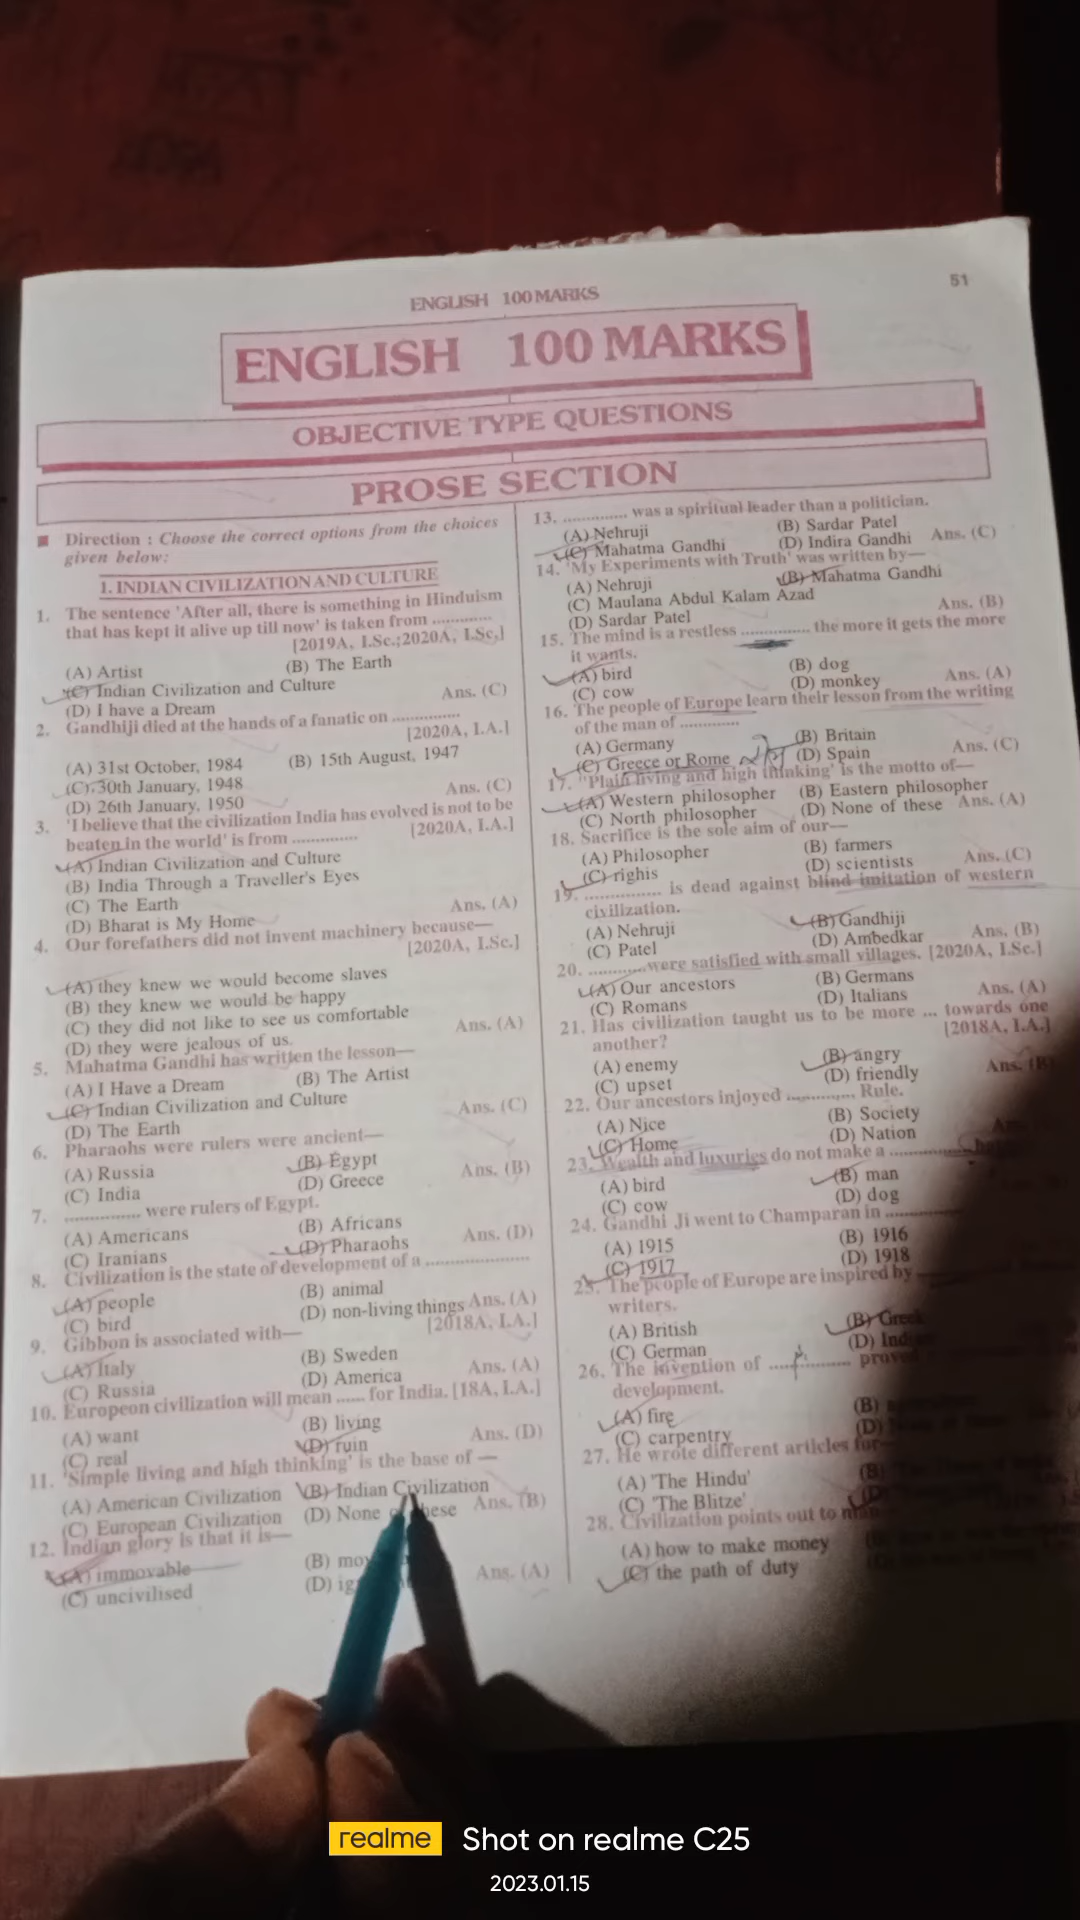 ENGLISH 100 MARKS
51
ENGLISH 100 MARKS
OBJECTIVE TYPE QUESTIONS
PROSE SECTION
■ Direction : Choose the correct options from the choices
given below:
1. INDIAN CIVILIZATION AND CULTURE
1. The sentence 'After all, there is something in Hinduism
that has kept it alive up till now' is taken from ............
[2019A, I.Sc.;2020A, I.Sc.]
(A) Artist (B) The Earth
(C) Indian Civilization and Culture Ans. (C)
(D) I have a Dream
2. Gandhiji died at the hands of a fanatic on ..............
[2020A, I.A.]
(A) 31st October, 1984 (B) 15th August, 1947
(C) 30th January, 1948 Ans. (C)
(D) 26th January, 1950
3. 'I believe that the civilization India has evolved is not to be
beaten in the world' is from ............. [2020A, I.A.]
(A) Indian Civilization and Culture
(B) India Through a Traveller's Eyes
(C) The Earth Ans. (A)
(D) Bharat is My Home
4. Our forefathers did not invent machinery because—
[2020A, I.Sc.]
(A) they knew we would become slaves
(B) they knew we would be happy
(C) they did not like to see us comfortable
(D) they were jealous of us. Ans. (A)
5. Mahatma Gandhi has written the lesson—
(A) I Have a Dream (B) The Artist
(C) Indian Civilization and Culture Ans. (C)
(D) The Earth
6. Pharaohs were rulers were ancient—
(A) Russia (B) Egypt
(C) India (D) Greece Ans. (B)
7. ............... were rulers of Egypt.
(A) Americans (B) Africans
(C) Iranians (D) Pharaohs Ans. (D)
8. Civilization is the state of development of a ....................
(A) people (B) animal
(C) bird (D) non-living things Ans. (A)
9. Gibbon is associated with— [2018A, I.A.]
(A) Italy (B) Sweden
(C) Russia (D) America Ans. (A)
10. Europeon civilization will mean ...... for India. [18A, I.A.]
(A) want (B) living
(C) real (D) ruin Ans. (D)
11. 'Simple living and high thinking' is the base of —
(A) American Civilization (B) Indian Civilization
(C) European Civilization (D) None of these Ans. (B)
12. Indian glory is that it is—
(A) immovable (B)
(C) uncivilised (D) Ans. (A)
13. ............. was a spiritual leader than a politician.
(A) Nehruji (B) Sardar Patel
(C) Mahatma Gandhi (D) Indira Gandhi Ans. (C)
14. 'My Experiments with Truth' was written by—
(A) Nehruji (B) Mahatma Gandhi
(C) Maulana Abdul Kalam Azad
(D) Sardar Patel Ans. (B)
15. The mind is a restless .............. the more it gets the more
it wants.
(A) bird (B) dog
(C) cow (D) monkey Ans. (A)
16. The people of Europe learn their lesson from the writing
of the man of ............
(A) Germany (B) Britain
(C) Greece or Rome (D) Spain Ans. (C)
17. 'Plain living and high thinking' is the motto of—
(A) Western philosopher (B) Eastern philosopher
(C) North philosopher (D) None of these Ans. (A)
18. Sacrifice is the sole aim of our—
(A) Philosopher (B) farmers
(C) righis (D) scientists Ans. (C)
19. ................ is dead against blind imitation of western
civilization.
(A) Nehruji (B) Gandhiji
(C) Patel (D) Ambedkar Ans. (B)
20. ............were satisfied with small villages. [2020A, I.Sc.]
(A) Our ancestors (B) Germans
(C) Romans (D) Italians Ans. (A)
21. Has civilization taught us to be more ... towards one
another? [2018A, I.A.]
(A) enemy (B) angry
(C) upset (D) friendly Ans. (B)
22. Our ancestors injoyed .............. Rule.
(A) Nice (B) Society
(C) Home (D) Nation
23. Wealth and luxuries do not make a ................
(A) bird (B) man
(C) cow (D) dog
24. Gandhi Ji went to Champaran in ................
(A) 1915 (B) 1916
(C) 1917 (D) 1918
25. The people of Europe are inspired by
writers.
(A) British (B) Greek
(C) German (D)
26. The invention of ................
development.
(A) fire (B)
(C) carpentry (D)
27. He wrote different articles for—
(A) 'The Hindu' (B)
(C) 'The Blitze'
28. Civilization points out to
(A) how to make money
(C) the path of duty
realme Shot on realme C25
2023.01.15